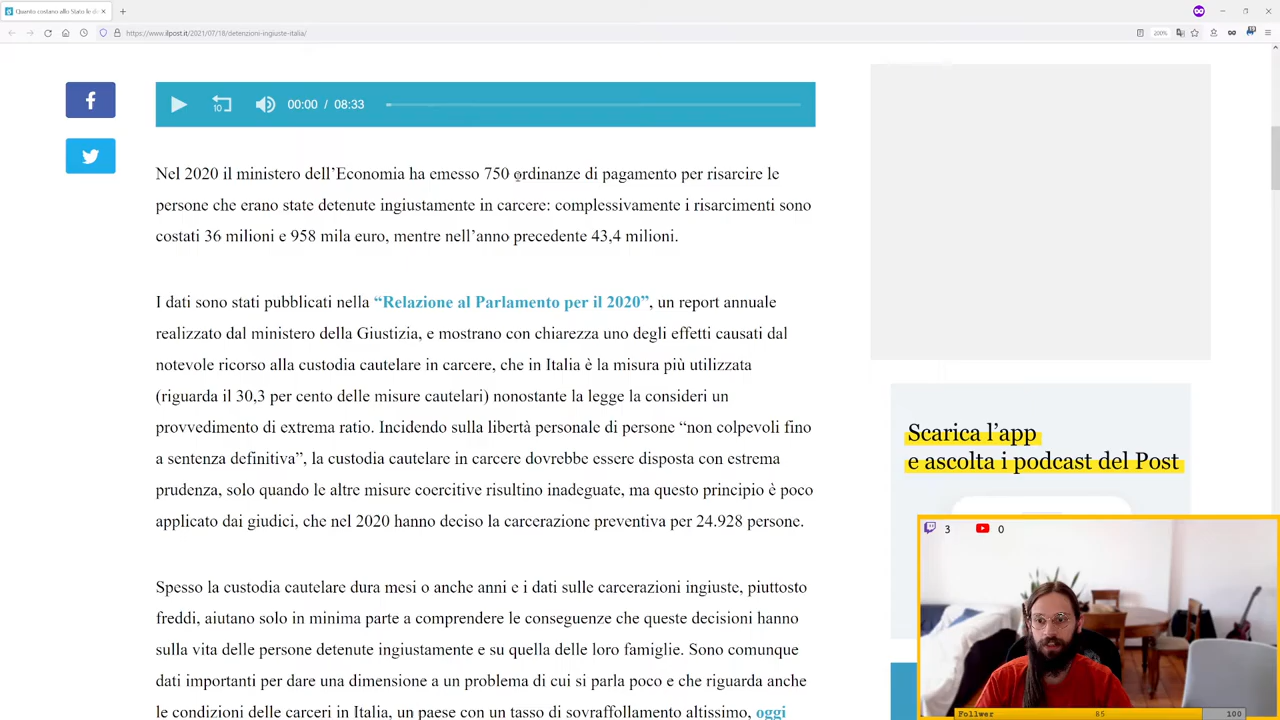 Quanto costano allo Stato le de
https://www.ilpost.it/2021/07/18/detenzioni-ingiuste-italia/
200%
10
00:00 / 08:33
Nel 2020 il ministero dell’Economia ha emesso 750 ordinanze di pagamento per risarcire le
persone che erano state detenute ingiustamente in carcere: complessivamente i risarcimenti sono
costati 36 milioni e 958 mila euro, mentre nell’anno precedente 43,4 milioni.
I dati sono stati pubblicati nella “Relazione al Parlamento per il 2020”, un report annuale
realizzato dal ministero della Giustizia, e mostrano con chiarezza uno degli effetti causati dal
notevole ricorso alla custodia cautelare in carcere, che in Italia è la misura più utilizzata
(riguarda il 30,3 per cento delle misure cautelari) nonostante la legge la consideri un
provvedimento di extrema ratio. Incidendo sulla libertà personale di persone “non colpevoli fino
a sentenza definitiva”, la custodia cautelare in carcere dovrebbe essere disposta con estrema
prudenza, solo quando le altre misure coercitive risultino inadeguate, ma questo principio è poco
applicato dai giudici, che nel 2020 hanno deciso la carcerazione preventiva per 24.928 persone.
Spesso la custodia cautelare dura mesi o anche anni e i dati sulle carcerazioni ingiuste, piuttosto
freddi, aiutano solo in minima parte a comprendere le conseguenze che queste decisioni hanno
sulla vita delle persone detenute ingiustamente e su quella delle loro famiglie. Sono comunque
dati importanti per dare una dimensione a un problema di cui si parla poco e che riguarda anche
le condizioni delle carceri in Italia, un paese con un tasso di sovraffollamento altissimo, oggi
Scarica l’app
e ascolta i podcast del Post
3
0
Follwer 85 100